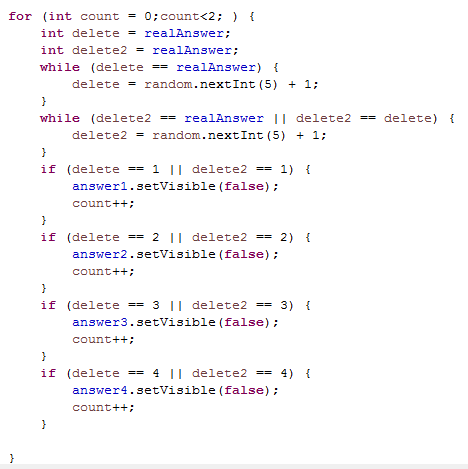 for (int count = 0;count<2; ) {
    int delete = realAnswer;
    int delete2 = realAnswer;
    while (delete == realAnswer) {
        delete = random.nextInt(5) + 1;
    }
    while (delete2 == realAnswer || delete2 == delete) {
        delete2 = random.nextInt(5) + 1;
    }
    if (delete == 1 || delete2 == 1) {
        answer1.setVisible(false);
        count++;
    }
    if (delete == 2 || delete2 == 2) {
        answer2.setVisible(false);
        count++;
    }
    if (delete == 3 || delete2 == 3) {
        answer3.setVisible(false);
        count++;
    }
    if (delete == 4 || delete2 == 4) {
        answer4.setVisible(false);
        count++;
    }

}